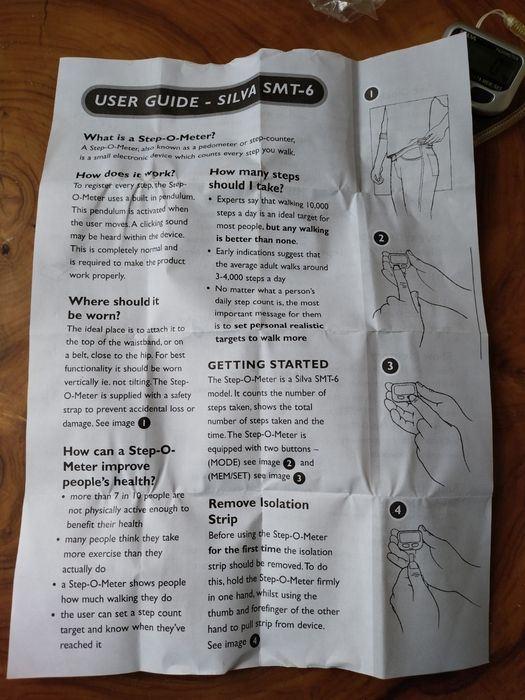 USER GUIDE - SILVA SMT-6
What is a Step-O-Meter?
A Step-O-Meter, also known as a pedometer or step-counter,
is a small electronic device which counts every step you walk.
How does it work?
To register every step, the Step-
O-Meter uses a built in pendulum.
This pendulum is activated when
the user moves. A clicking sound
may be heard within the device.
This is completely normal and
is required to make the product
work properly.
Where should it
be worn?
The ideal place is to attach it to
the top of the waistband, or on
a belt, close to the hip. For best
functionality it should be worn
vertically ie. not tilting. The Step-
O-Meter is supplied with a safety
strap to prevent accidental loss or
damage. See image 1
How can a Step-O-
Meter improve
people's health?
• more than 7 in 10 people are
not physically active enough to
benefit their health
• many people think they take
more exercise than they
actually do
• a Step-O-Meter shows people
how much walking they do
• the user can set a step count
target and know when they've
reached it
How many steps
should I take?
• Experts say that walking 10,000
steps a day is an ideal target for
most people, but any walking
is better than none.
• Early indications suggest that
the average adult walks around
3-4,000 steps a day
• No matter what a person's
daily step count is, the most
important message for them
is to set personal realistic
targets to walk more
GETTING STARTED
The Step-O-Meter is a Silva SMT-6
model. It counts the number of
steps taken, shows the total
number of steps taken and the
time. The Step-O-Meter is
equipped with two buttons –
(MODE) see image 2 and
(MEM/SET) see image 3
Remove Isolation
Strip
Before using the Step-O-Meter
for the first time the isolation
strip should be removed. To do
this, hold the Step-O-Meter firmly
in one hand, whilst using the
thumb and forefinger of the other
hand to pull strip from device.
See image 4
1
2
3
4